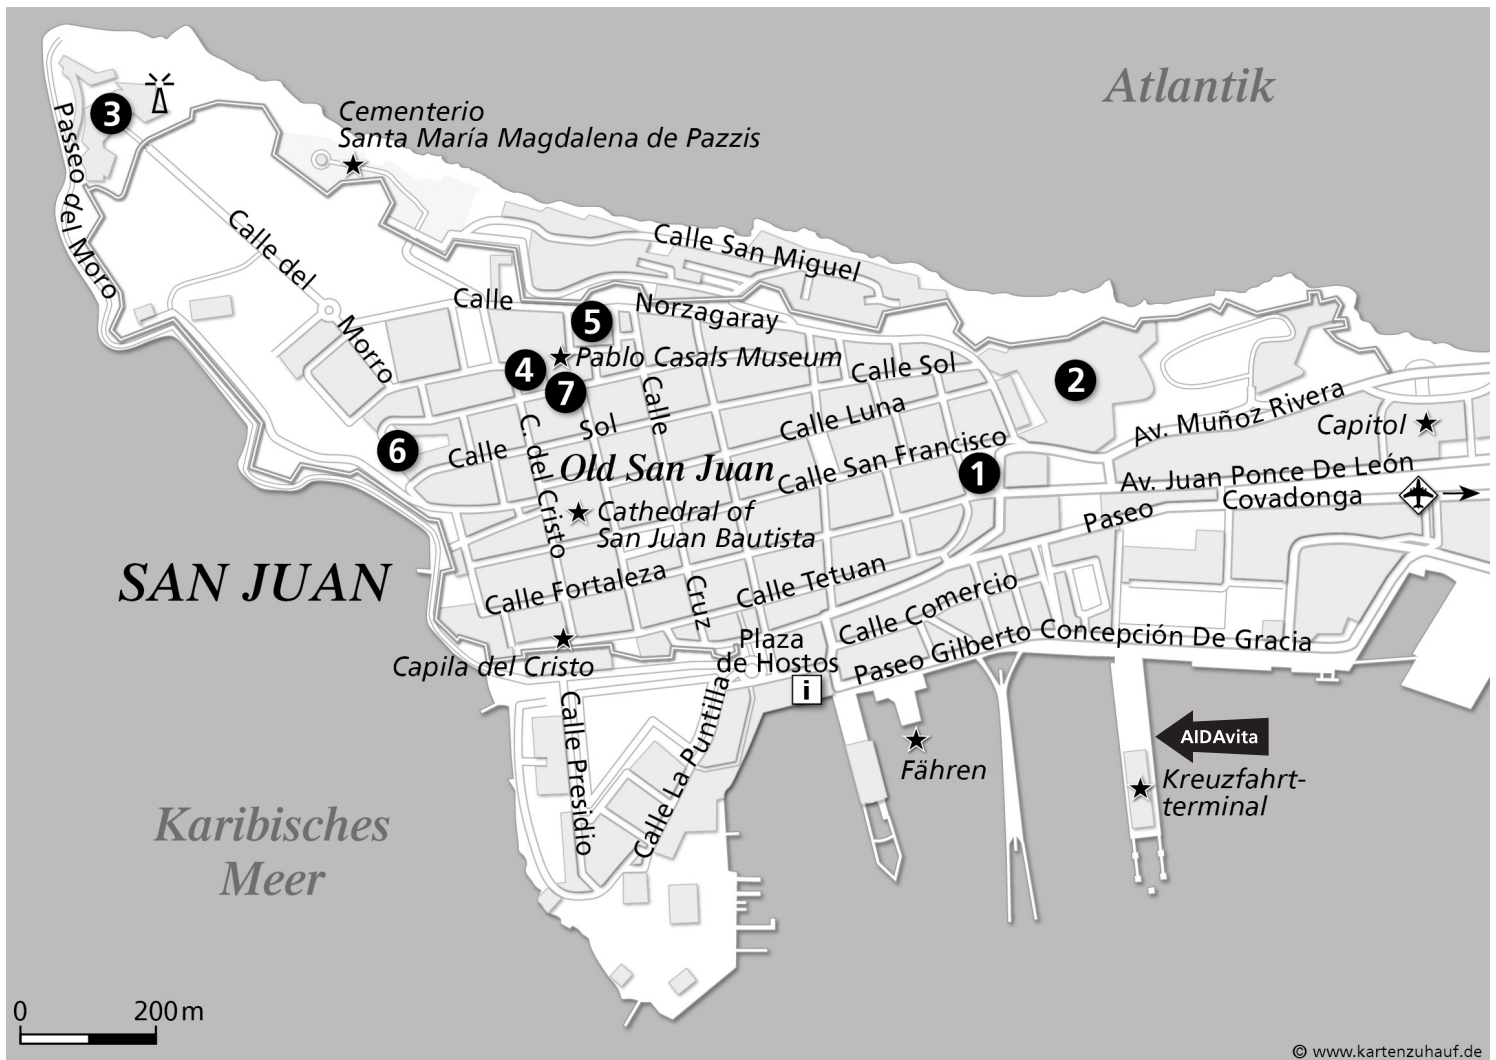 Atlantik
3
Cementerio
Santa María Magdalena de Pazzis
Passeo del Moro
Calle del
Morro
Calle San Miguel
Calle
Norzagaray
5
Pablo Casals Museum
4
7
Calle Sol
2
Calle
Calle Luna
Av. Muñoz Rivera
Capitol
C. del Cristo
Sol
Calle
6
Old San Juan
Calle San Francisco
1
Av. Juan Ponce De León
Covadonga
Paseo
Cathedral of
San Juan Bautista
SAN JUAN
Calle Fortaleza
Cruz
Calle Tetuan
Calle Comercio
Plaza
de Hostos
Paseo Gilberto Concepción De Gracia
Capila del Cristo
i
Calle Presidio
Calle La Puntilla
AIDAvita
Fähren
Kreuzfahrt-
terminal
Karibisches
Meer
0 200 m
© www.kartenzuhauf.de